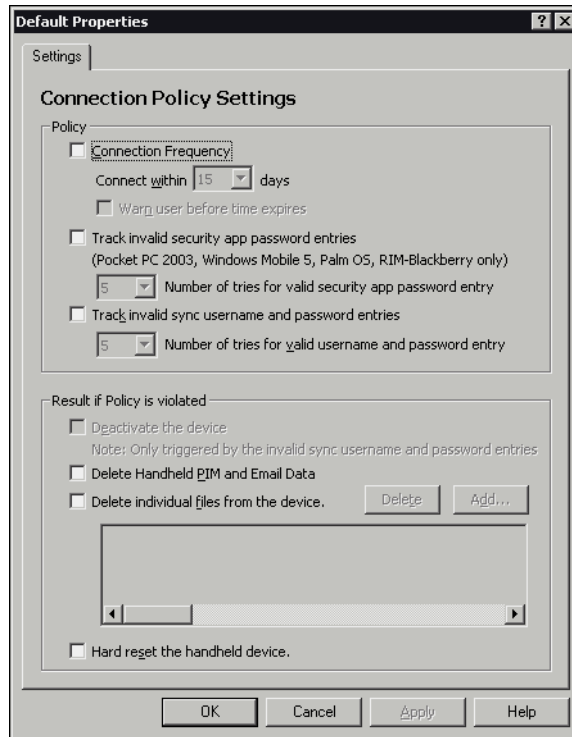 Default Properties
Settings
Connection Policy Settings
Policy
Connection Frequency
Connect within 15 days
Warn user before time expires
Track invalid security app password entries
(Pocket PC 2003, Windows Mobile 5, Palm OS, RIM-Blackberry only)
5 Number of tries for valid security app password entry
Track invalid sync username and password entries
5 Number of tries for valid username and password entry
Result if Policy is violated
Deactivate the device
Note: Only triggered by the invalid sync username and password entries
Delete Handheld PIM and Email Data
Delete individual files from the device. Delete Add...
Hard reset the handheld device.
OK Cancel Apply Help